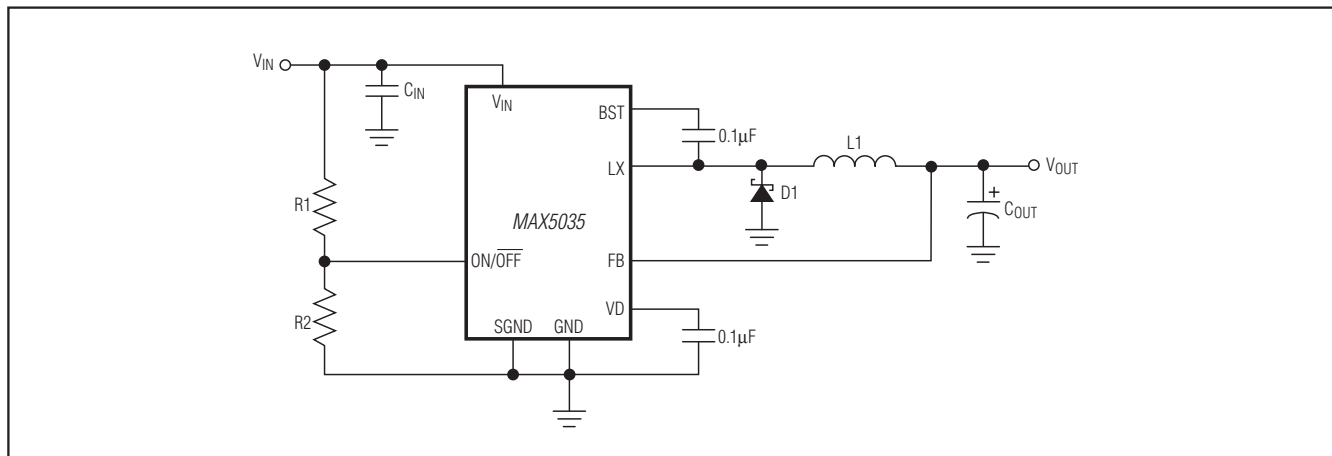 VIN
CIN
VIN
BST
0.1µF
LX
L1
VOUT
D1
+
COUT
R1
MAX5035
ON/OFF
FB
R2
VD
SGND
GND
0.1µF